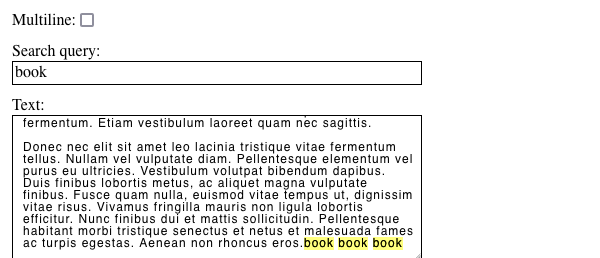 Multiline:
Search query:
book
Text:
fermentum. Etiam vestibulum laoreet quam nec sagittis.
Donec nec elit sit amet leo lacinia tristique vitae fermentum
tellus. Nullam vel vulputate diam. Pellentesque elementum vel
purus eu ultricies. Vestibulum volutpat bibendum dapibus.
Duis finibus lobortis metus, ac aliquet magna vulputate
finibus. Fusce quam nulla, euismod vitae tempus ut, dignissim
vitae risus. Vivamus fringilla mauris non ligula lobortis
efficitur. Nunc finibus dui et mattis sollicitudin. Pellentesque
habitant morbi tristique senectus et netus et malesuada fames
ac turpis egestas. Aenean non rhoncus eros.book book book